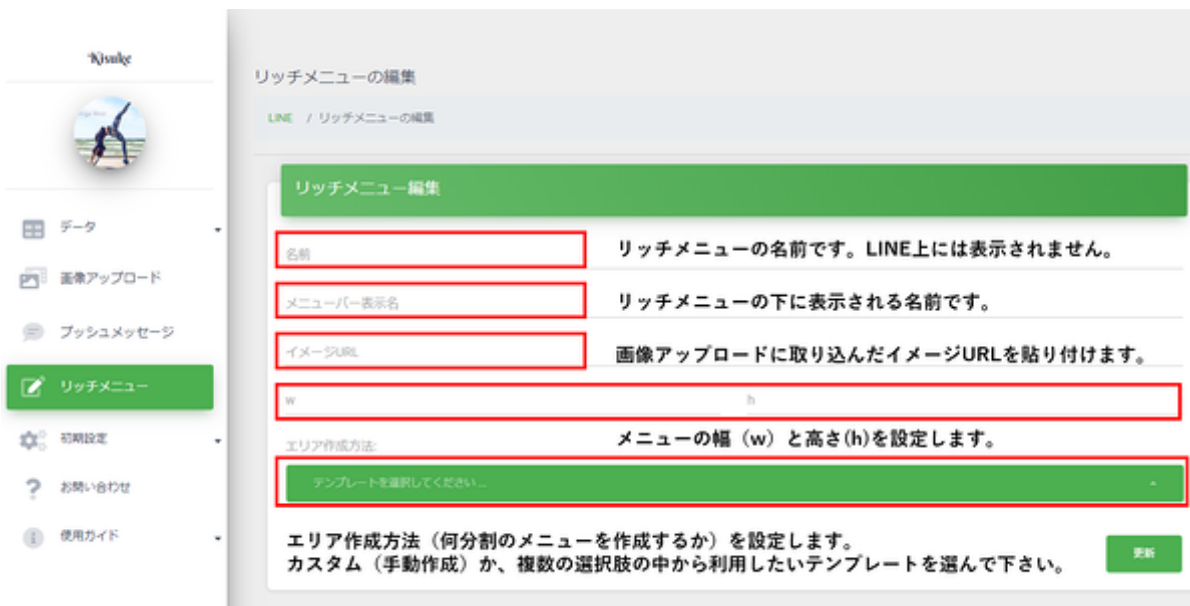 Kisuke
リッチメニューの編集
LINE / リッチメニューの編集
リッチメニュー編集
データ
画像アップロード
プッシュメッセージ
リッチメニュー
初期設定
お問い合わせ
使用ガイド
名前
リッチメニューの名前です。LINE上には表示されません。
メニューバー表示名
リッチメニューの下に表示される名前です。
イメージURL
画像アップロードに取り込んだイメージURLを貼り付けます。
w
h
メニューの幅（w）と高さ(h)を設定します。
エリア作成方法:
テンプレートを選択してください...
エリア作成方法（何分割のメニューを作成するか）を設定します。
カスタム（手動作成）か、複数の選択肢の中から利用したいテンプレートを選んで下さい。
更新